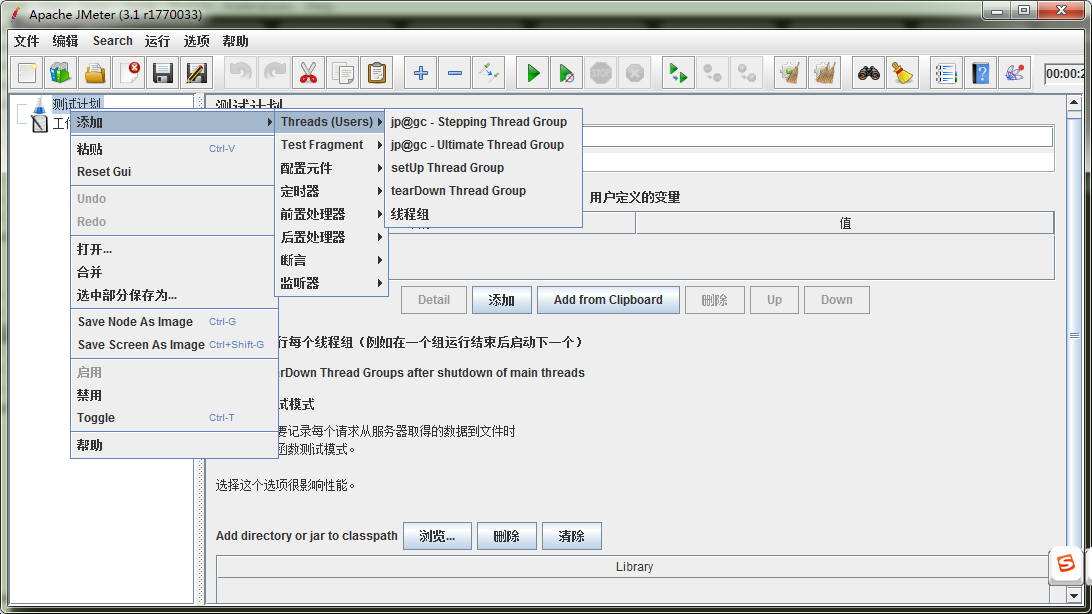 Apache JMeter (3.1 r1770033)
文件 编辑 Search 运行 选项 帮助
STOP
00:00:2
测试计划
测试计划
添加
粘贴 Ctrl-V
Reset Gui
Undo
Redo
打开...
合并
选中部分保存为...
Save Node As Image Ctrl-G
Save Screen As Image Ctrl+Shift-G
启用
禁用
Toggle Ctrl-T
帮助
Threads (Users)
Test Fragment
配置元件
定时器
前置处理器
后置处理器
断言
监听器
jp@gc - Stepping Thread Group
jp@gc - Ultimate Thread Group
setUp Thread Group
tearDown Thread Group
线程组
用户定义的变量
值
Detail 添加 Add from Clipboard 删除 Up Down
行每个线程组（例如在一个组运行结束后启动下一个）
rDown Thread Groups after shutdown of main threads
式模式
要记录每个请求从服务器取得的数据到文件时
函数测试模式。
选择这个选项很影响性能。
Add directory or jar to classpath 浏览... 删除 清除
Library